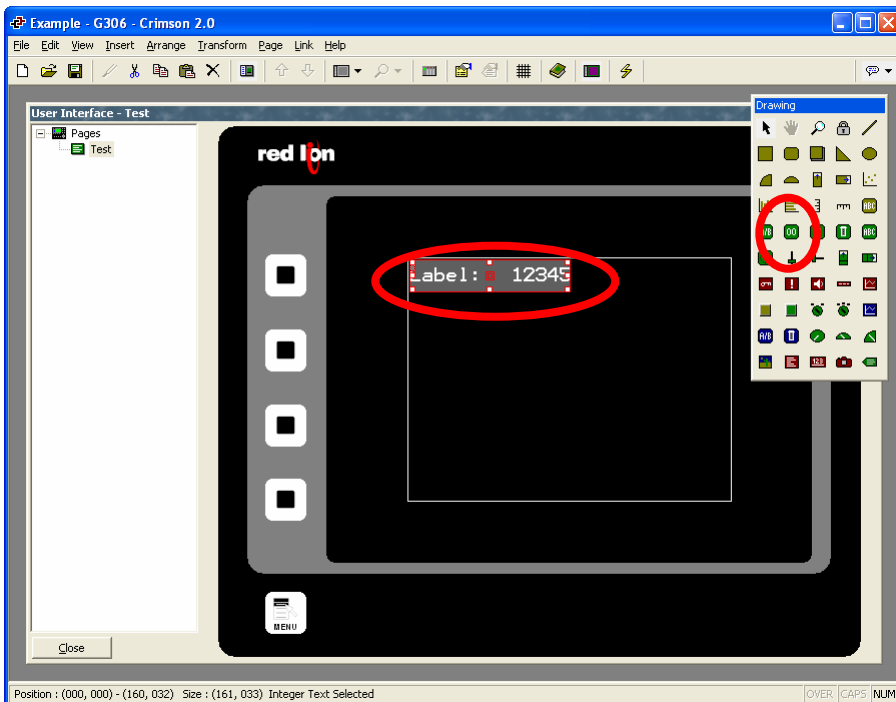 Example - G306 - Crimson 2.0
File Edit View Insert Arrange Transform Page Link Help
User Interface - Test
Drawing
Pages
Test
red lion
ABC
A/B 00 ABC
Label: 12345
A/B
123
MENU
Close
Position : (000, 000) - (160, 032) Size : (161, 033) Integer Text Selected OVER CAPS NUM